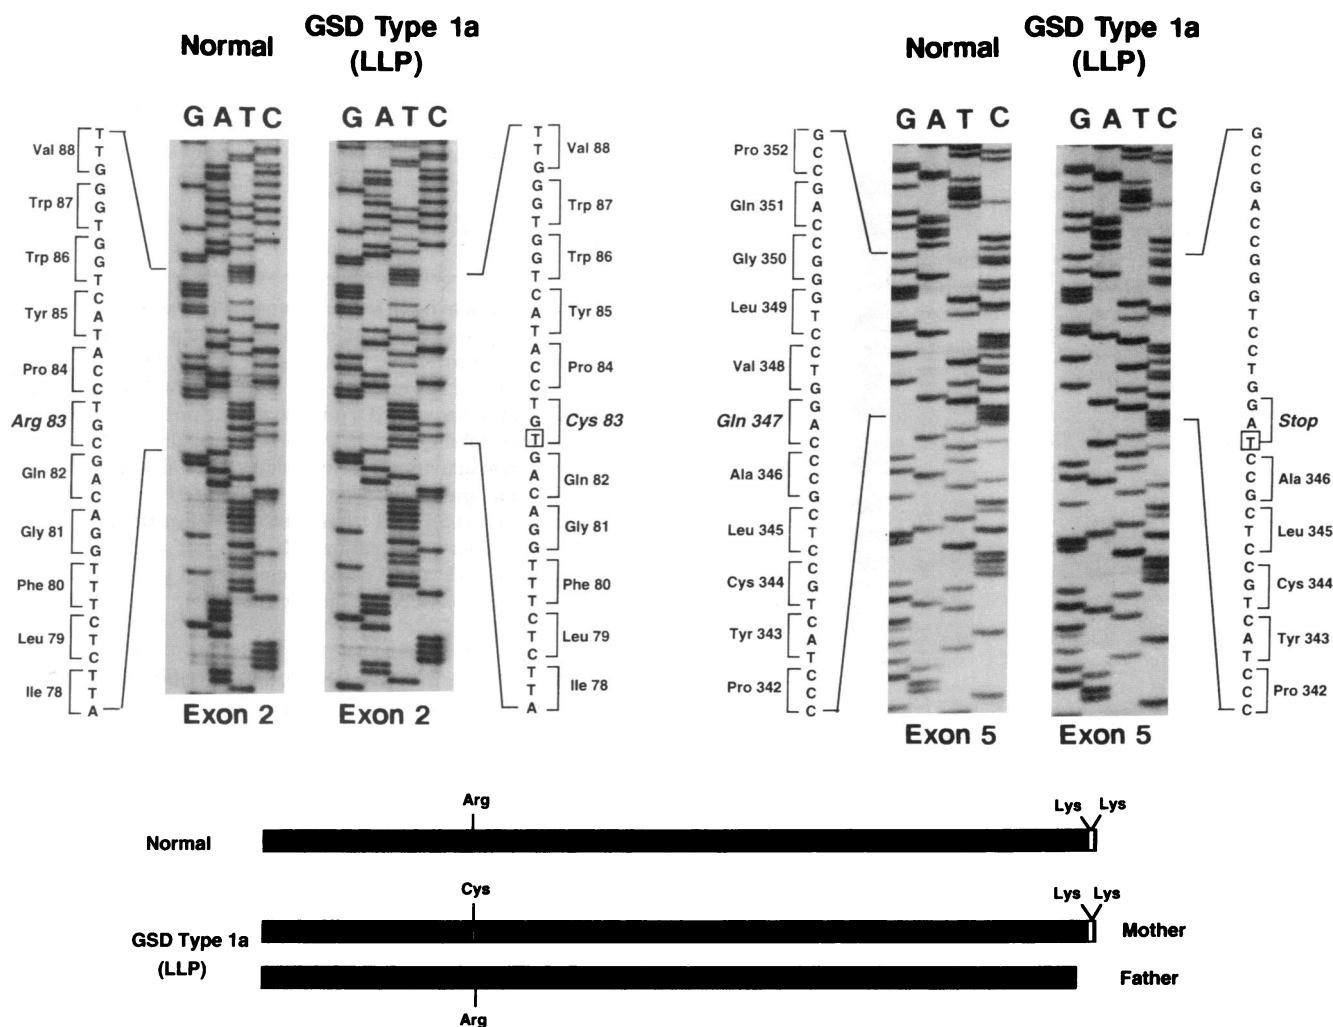 Normal
GSD Type 1a
(LLP)
G A T C
G A T C
Val 88
T
T
G
Trp 87
G
G
T
Trp 86
G
G
T
Tyr 85
C
A
T
Pro 84
A
C
C
Arg 83
T
G
C
Gln 82
G
A
C
Gly 81
A
G
G
Phe 80
T
T
T
Leu 79
C
T
C
Ile 78
T
T
A
Exon 2
Exon 2
T
T
G
Val 88
G
G
T
Trp 87
G
G
T
Trp 86
C
A
T
Tyr 85
A
C
C
Pro 84
T
G
T
Cys 83
G
A
C
Gln 82
A
G
G
Gly 81
T
T
T
Phe 80
C
T
C
Leu 79
T
T
A
Ile 78
Normal
GSD Type 1a
(LLP)
G A T C
G A T C
Pro 352
G
C
C
Gln 351
G
A
C
Gly 350
C
G
G
Leu 349
G
T
C
Val 348
C
T
G
Gln 347
G
A
C
Ala 346
C
C
G
Leu 345
C
T
C
Cys 344
C
G
T
Tyr 343
C
A
T
Pro 342
C
C
C
Exon 5
Exon 5
G
C
C
G
A
C
C
G
G
G
T
C
C
T
G
G
A
T
Stop
C
C
G
Ala 346
C
T
C
Leu 345
C
G
T
Cys 344
C
A
T
Tyr 343
C
C
C
Pro 342
Arg
Lys Lys
Normal
Cys
Lys Lys
Mother
GSD Type 1a
(LLP)
Father
Arg